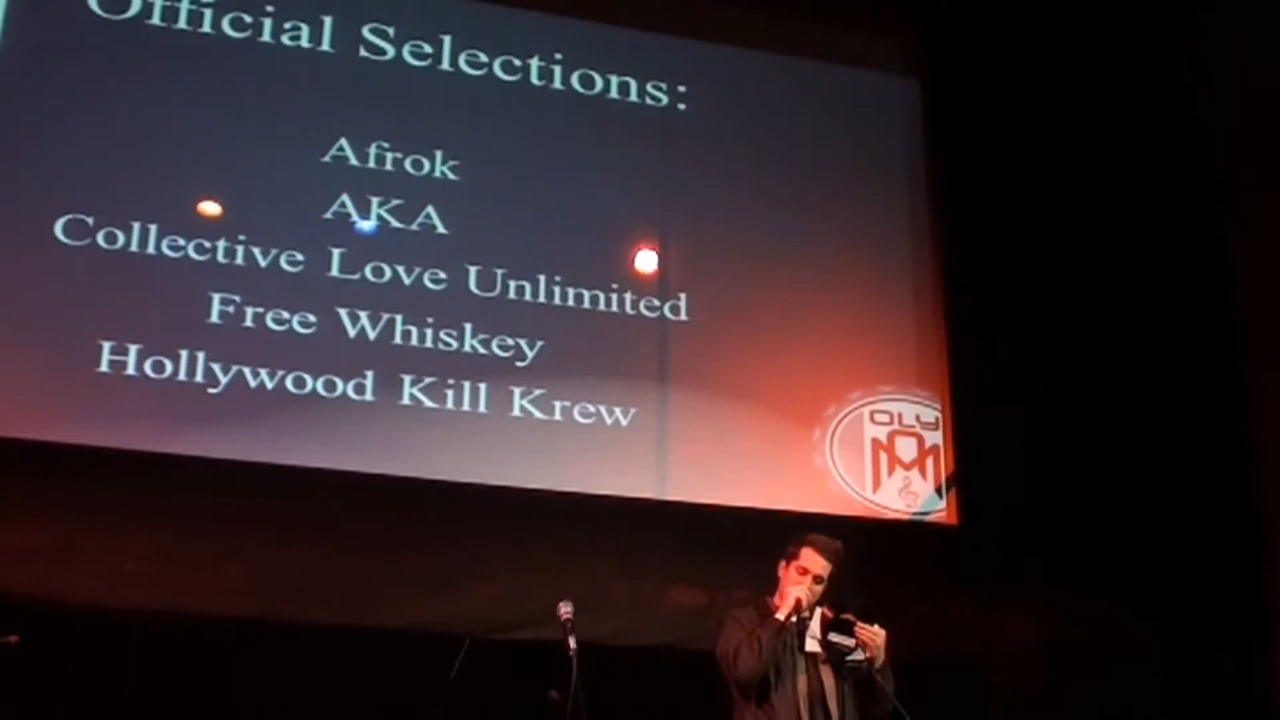 Official Selections:
Afrok
AKA
Collective Love Unlimited
Free Whiskey
Hollywood Kill Krew
OLY